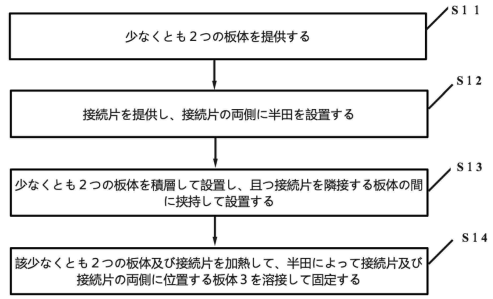 S11
少なくとも2つの板体を提供する
S12
接続片を提供し、接続片の両側に半田を設置する
S13
少なくとも2つの板体を積層して設置し、且つ接続片を隣接する板体の間
に挟持して設置する
S14
該少なくとも2つの板体及び接続片を加熱して、半田によって接続片及び
接続片の両側に位置する板体3を溶接して固定する